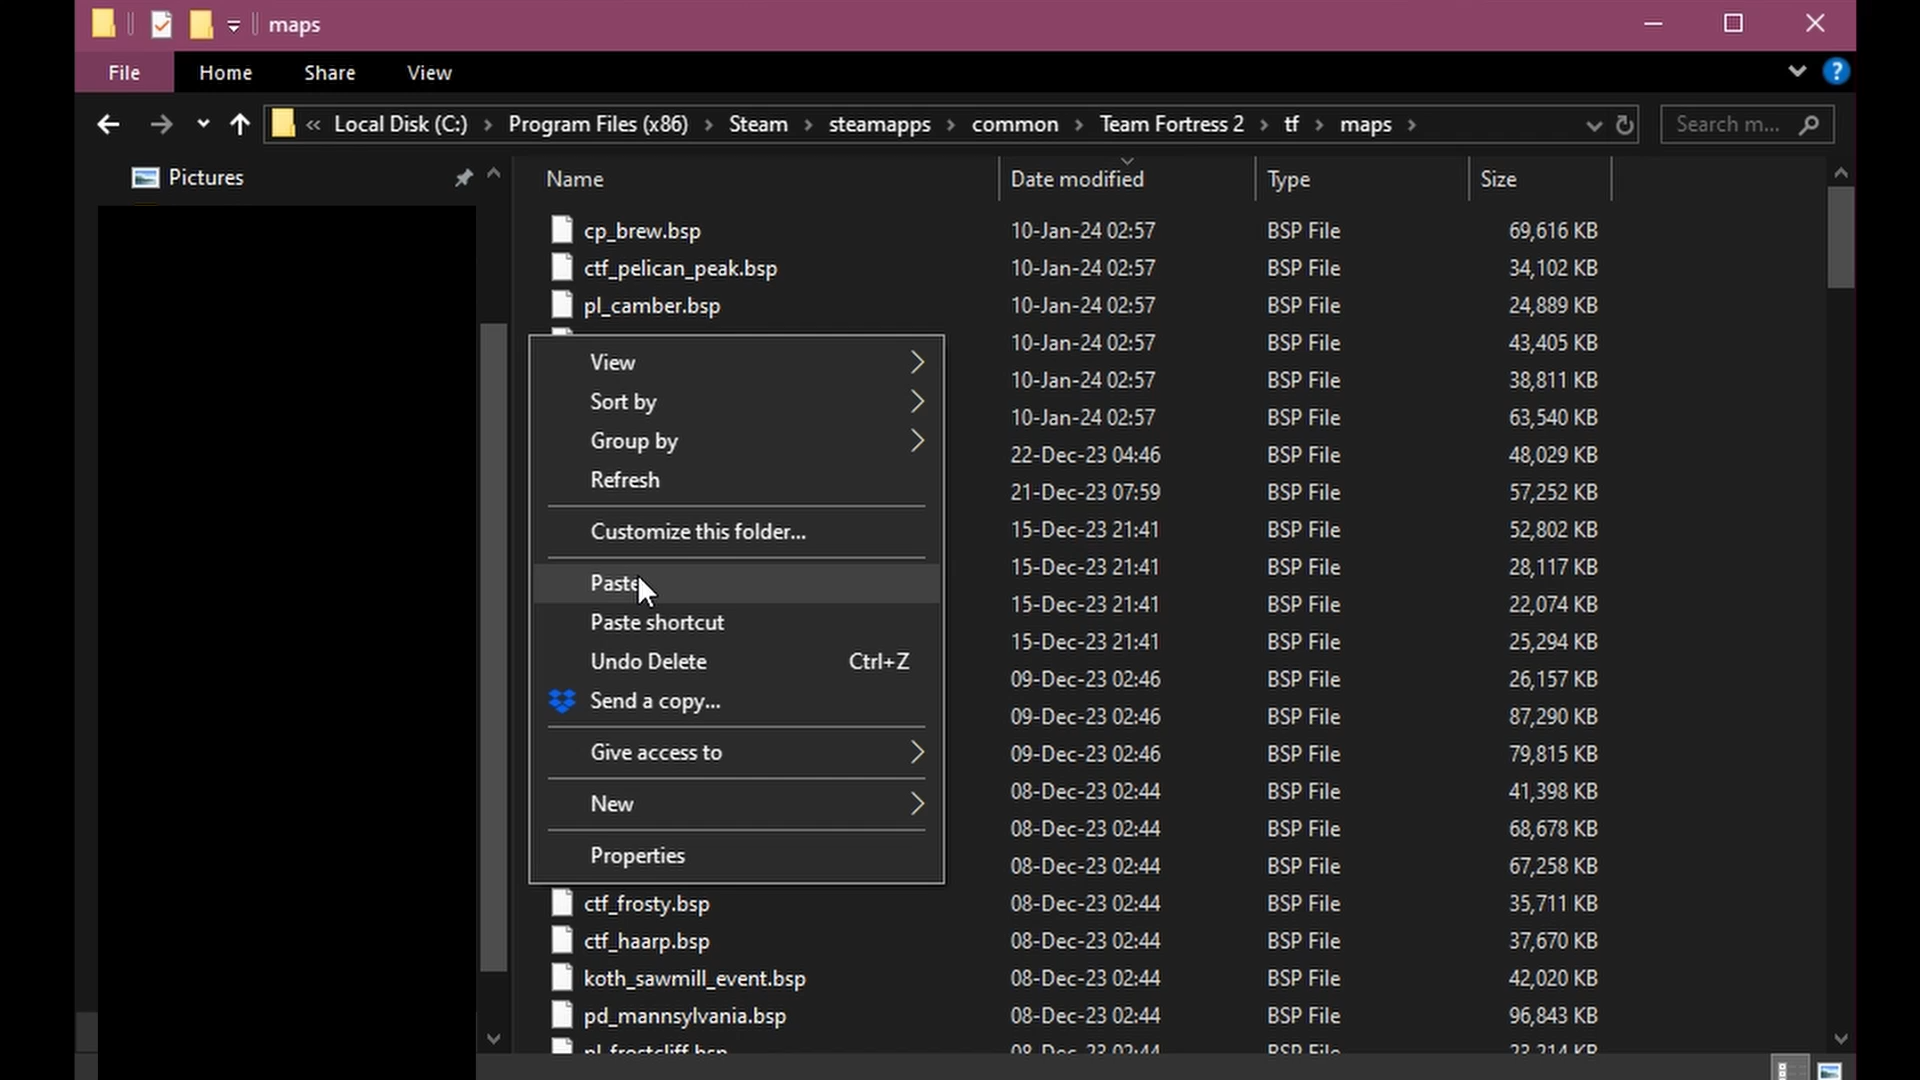 maps
File Home Share View
« Local Disk (C:) > Program Files (x86) > Steam > steamapps > common > Team Fortress 2 > tf > maps > Search m...
Pictures
Name Date modified Type Size
cp_brew.bsp 10-Jan-24 02:57 BSP File 69,616 KB
ctf_pelican_peak.bsp 10-Jan-24 02:57 BSP File 34,102 KB
pl_camber.bsp 10-Jan-24 02:57 BSP File 24,889 KB
10-Jan-24 02:57 BSP File 43,405 KB
View
10-Jan-24 02:57 BSP File 38,811 KB
Sort by
10-Jan-24 02:57 BSP File 63,540 KB
Group by
22-Dec-23 04:46 BSP File 48,029 KB
Refresh
21-Dec-23 07:59 BSP File 57,252 KB
Customize this folder...
15-Dec-23 21:41 BSP File 52,802 KB
15-Dec-23 21:41 BSP File 28,117 KB
Paste
15-Dec-23 21:41 BSP File 22,074 KB
Paste shortcut
15-Dec-23 21:41 BSP File 25,294 KB
Undo Delete Ctrl+Z
09-Dec-23 02:46 BSP File 26,157 KB
Send a copy...
09-Dec-23 02:46 BSP File 87,290 KB
Give access to
09-Dec-23 02:46 BSP File 79,815 KB
08-Dec-23 02:44 BSP File 41,398 KB
New
08-Dec-23 02:44 BSP File 68,678 KB
Properties
08-Dec-23 02:44 BSP File 67,258 KB
ctf_frosty.bsp 08-Dec-23 02:44 BSP File 35,711 KB
ctf_haarp.bsp 08-Dec-23 02:44 BSP File 37,670 KB
koth_sawmill_event.bsp 08-Dec-23 02:44 BSP File 42,020 KB
pd_mannsylvania.bsp 08-Dec-23 02:44 BSP File 96,843 KB
pl_frostcliff.bsp 08-Dec-23 02:44 BSP File 23,214 KB